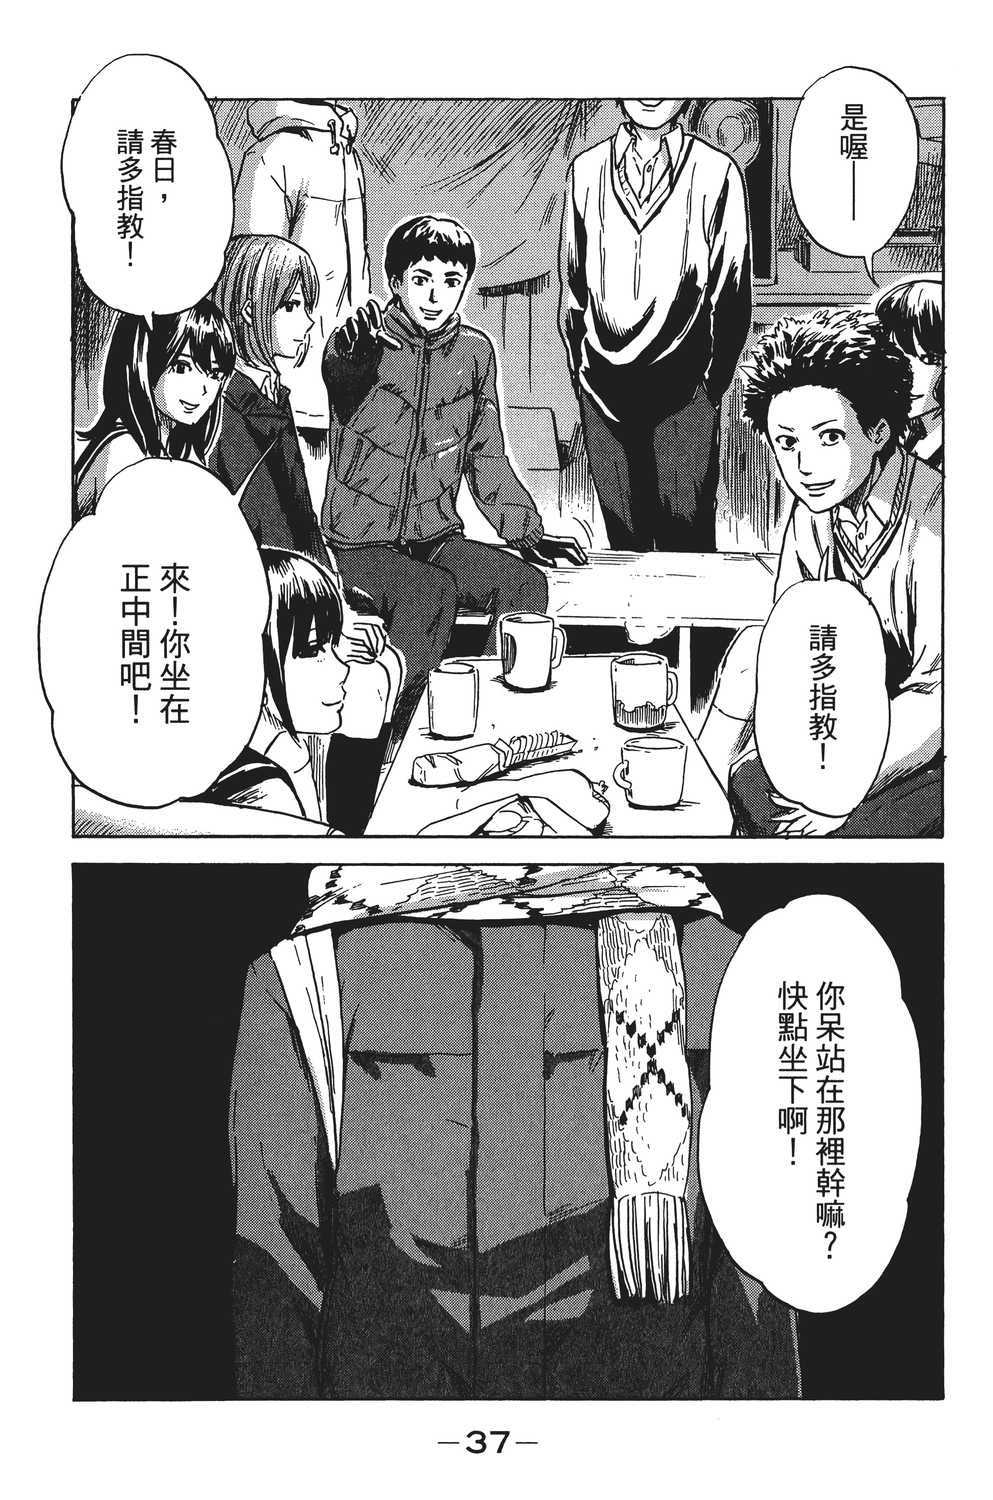 是喔——
春日，
請多指教！
請多指教！
來！你坐在
正中間吧！
你呆站在那裡幹嘛？
快點坐下啊！
—37—